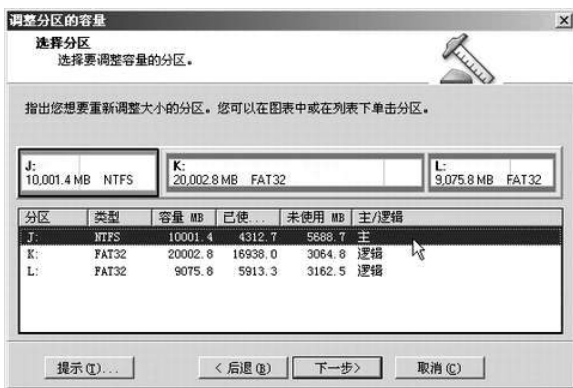 调整分区的容量
选择分区
选择要调整容量的分区。
指出您想要重新调整大小的分区。您可以在图表中或在列表下单击分区。
J: K: L:
10,001.4 MB NTFS 20,002.8 MB FAT32 9,075.8 MB FAT32
分区 类型 容量 MB 已使... 未使用 MB 主/逻辑
J: NTFS 10001.4 4312.7 5688.7 主
K: FAT32 20002.8 16938.0 3064.8 逻辑
L: FAT32 9075.8 5913.3 3162.5 逻辑
提示(T)... < 后退(B) 下一步> 取消(C)